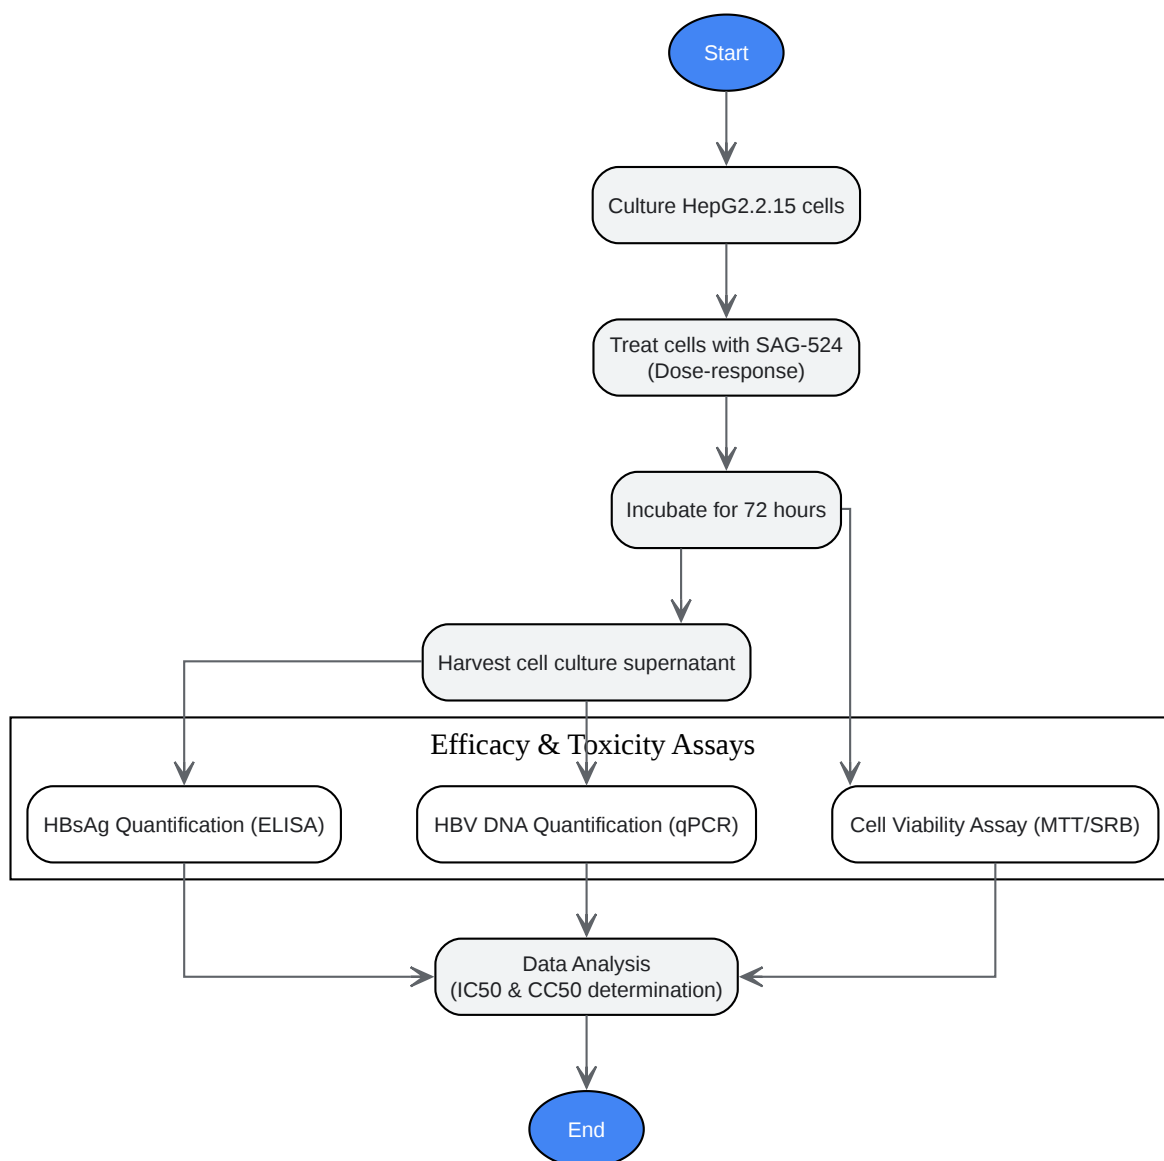 Start
Culture HepG2.2.15 cells
Treat cells with SAG-524
(Dose-response)
Incubate for 72 hours
Harvest cell culture supernatant
Efficacy & Toxicity Assays
HBsAg Quantification (ELISA)
HBV DNA Quantification (qPCR)
Cell Viability Assay (MTT/SRB)
Data Analysis
(IC50 & CC50 determination)
End